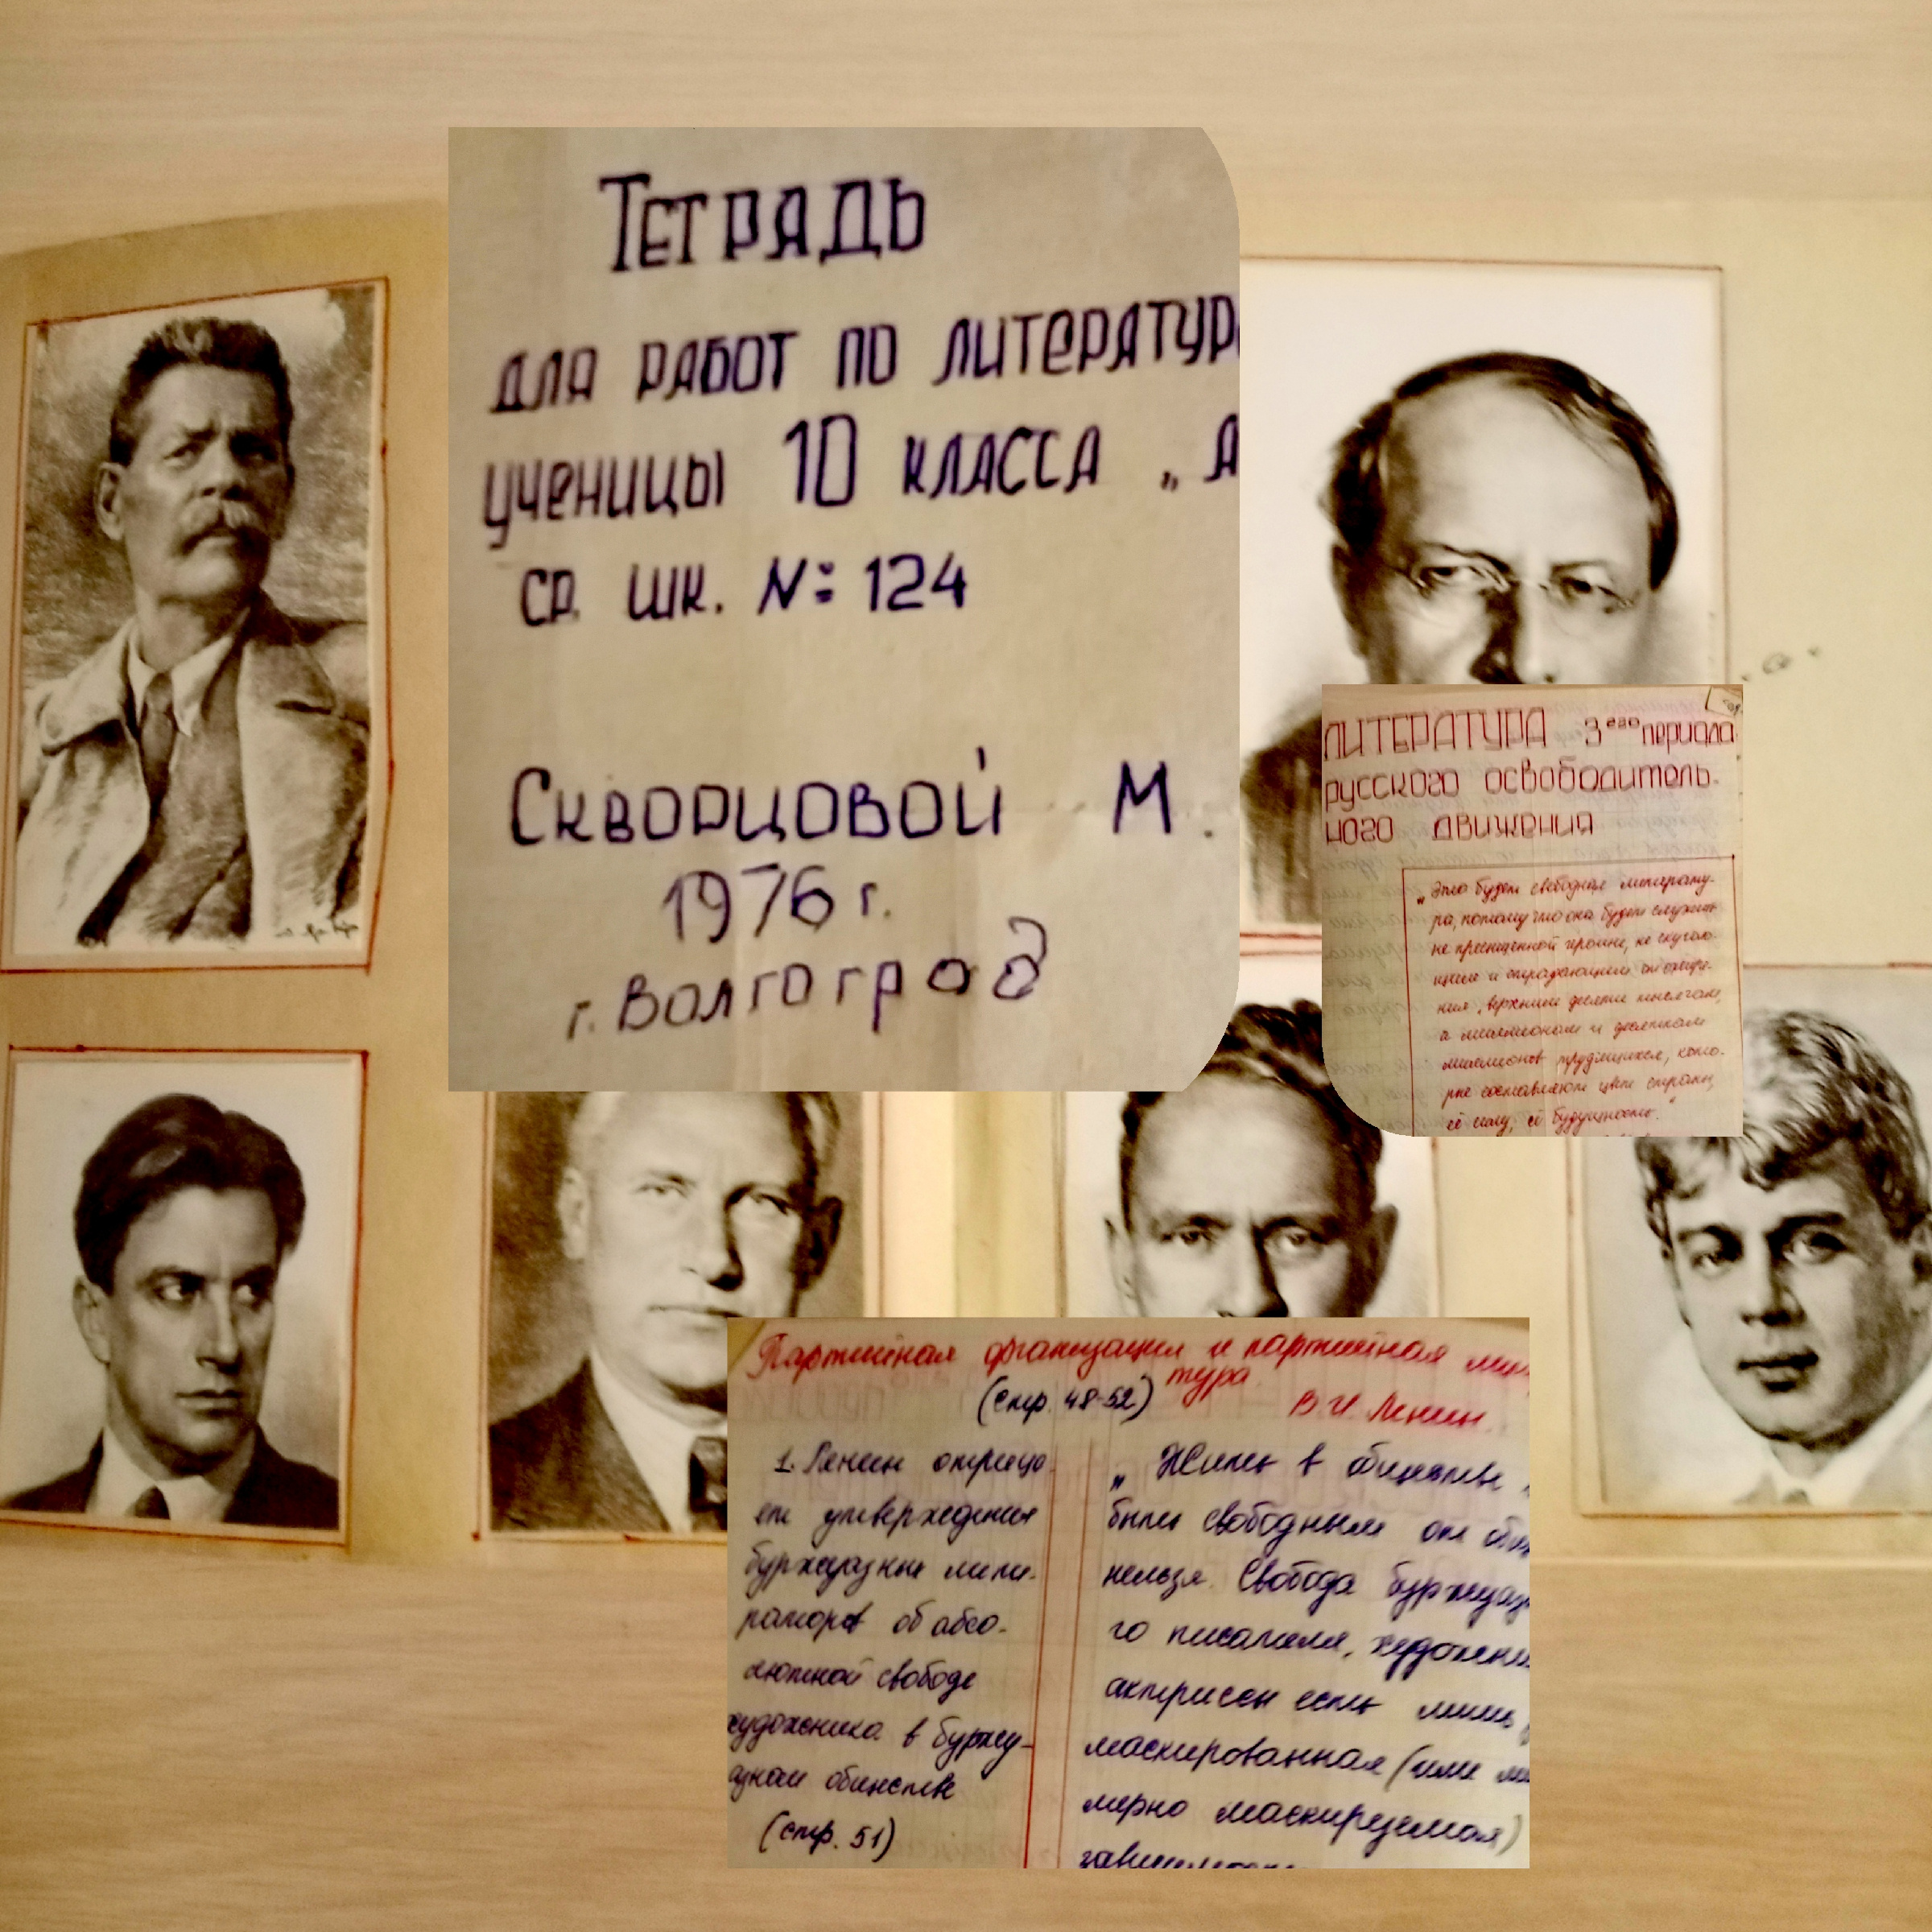 Тетрадь
для работ по литератур
ученицы 10 класса „А
ср. шк. №: 124
Скворцовой М.
1976 г.
г. Волгоград
ЛИТЕРАТУРА 3его периода
русского освободитель-
ного движения
„Это будет свободная литерату-
ра, потому что она будет служить
не пресыщенной героине, не скучаю-
щим и страдающим от ожире-
ния „верхним десяти тысячам",
а миллионам и десяткам
миллионов трудящихся, кото-
рые составляют цвет страны,
её силу, её будущность."
Партийная организация и партийная лит
тура
(стр. 48-52)
В. И. Ленин.
1. Ленин отрица-
ет утверждения
буржуазных лите-
раторов об абсо-
лютной свободе
художника в буржу-
азном обществе
(стр. 51)
„Жить в обществе
быть свободным от общ
нельзя. Свобода буржуаз
го писателя, художни
актрисы есть лишь
маскированная (или ли
мерно маскируемая)
зависимость